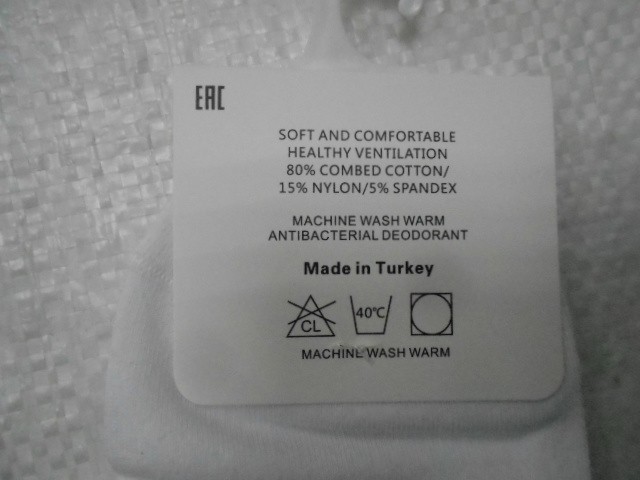 EAC
SOFT AND COMFORTABLE
HEALTHY VENTILATION
80% COMBED COTTON/
15% NYLON/5% SPANDEX
MACHINE WASH WARM
ANTIBACTERIAL DEODORANT
Made in Turkey
CL 40℃
MACHINE WASH WARM